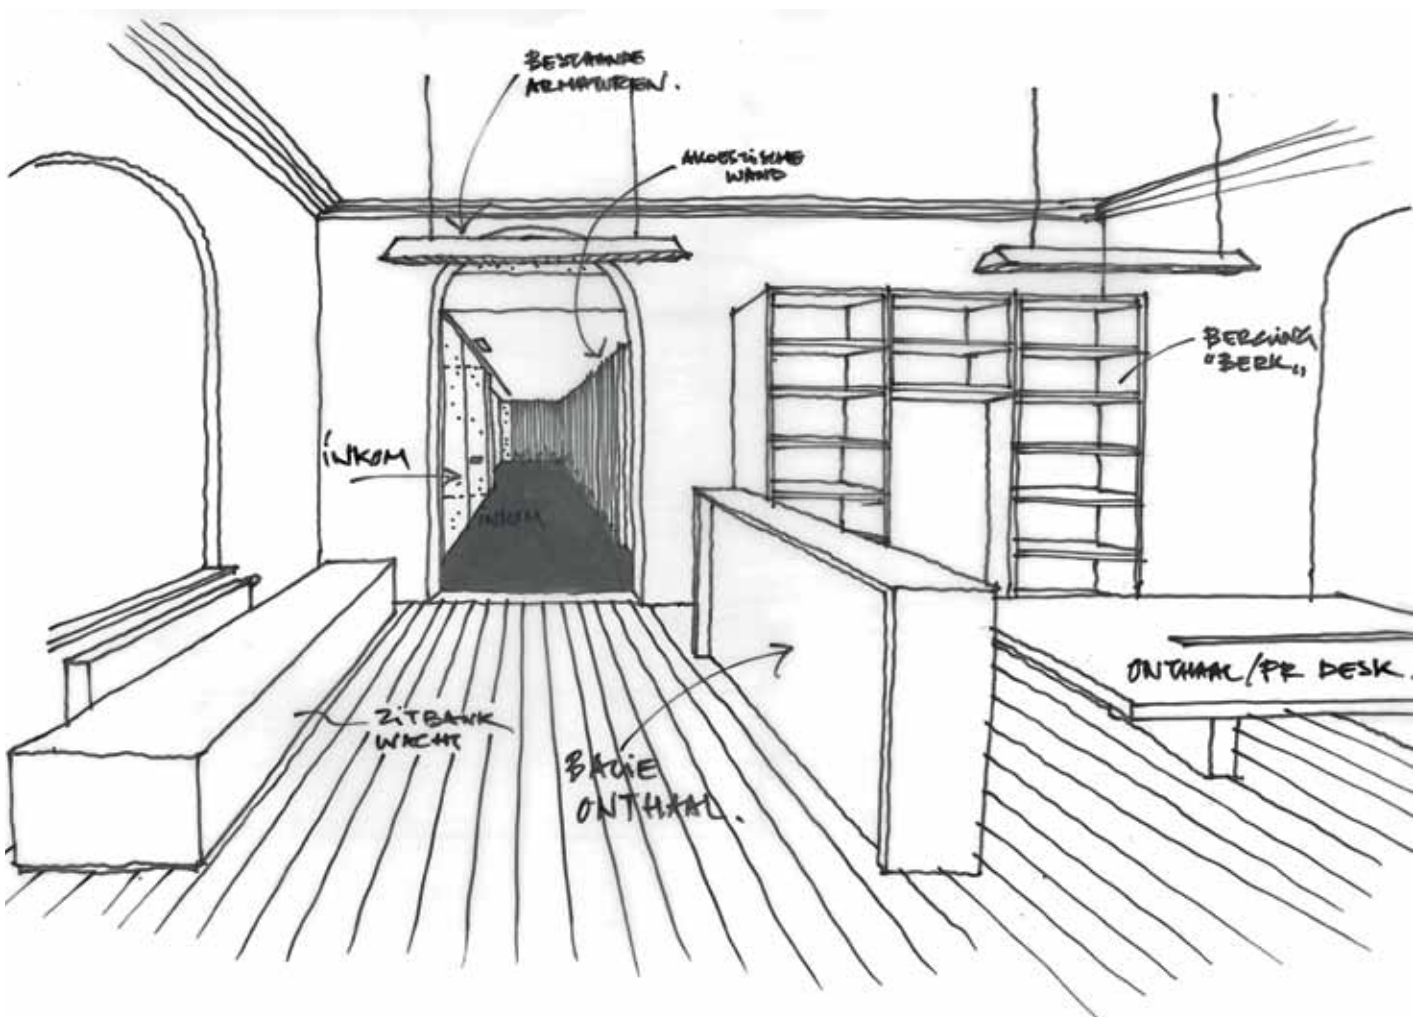 BESTAANDE
ARMATUREN.
AKOESTISCHE
WAND
BERGING
"BERK„
INKOM
INKOM
ONTHAAL/PR DESK.
ZITBANK
WACHT
BALIE
ONTHAAL.